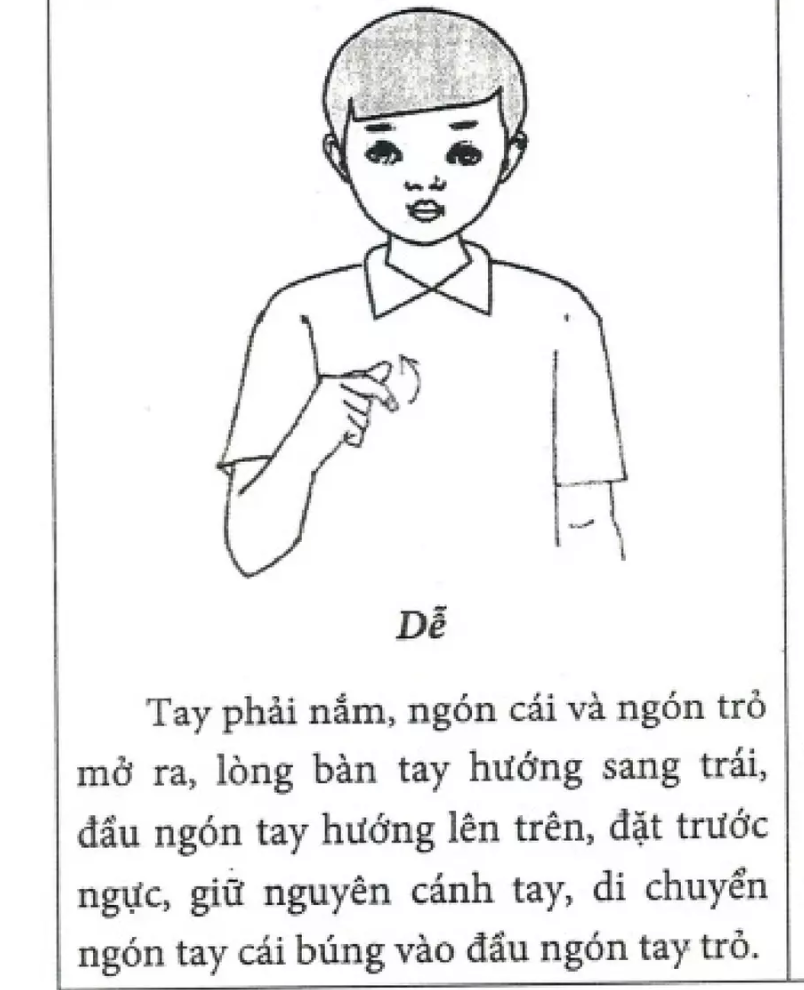 Dễ
Tay phải nắm, ngón cái và ngón trỏ
mở ra, lòng bàn tay hướng sang trái,
đầu ngón tay hướng lên trên, đặt trước
ngực, giữ nguyên cánh tay, di chuyển
ngón tay cái búng vào đầu ngón tay trỏ.